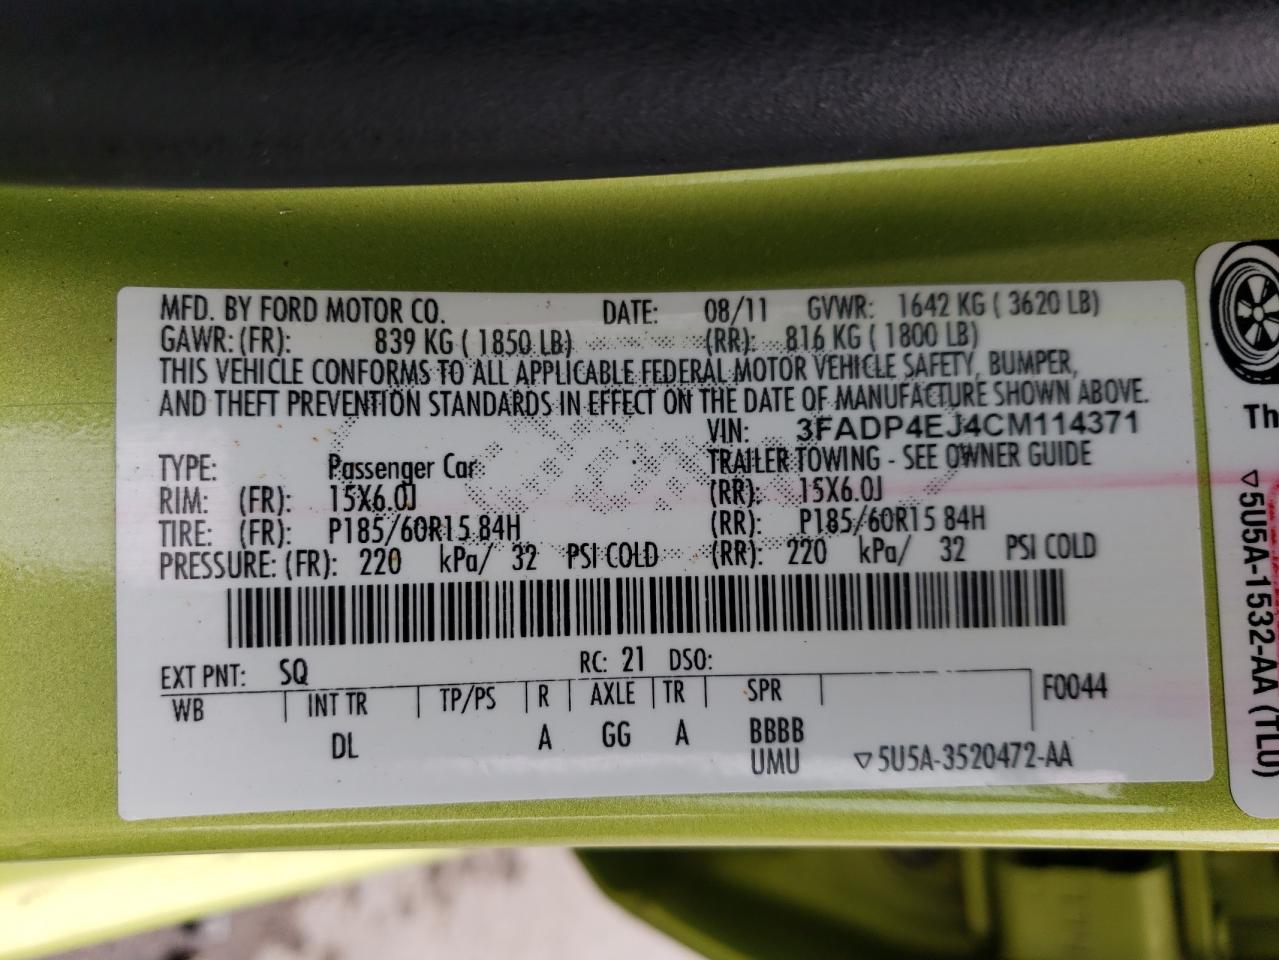 MFD. BY FORD MOTOR CO. DATE: 08/11 GVWR: 1642 KG ( 3620 LB)
GAWR: (FR): 839 KG ( 1850 LB) (RR): 816 KG ( 1800 LB)
THIS VEHICLE CONFORMS TO ALL APPLICABLE FEDERAL MOTOR VEHICLE SAFETY, BUMPER,
AND THEFT PREVENTION STANDARDS IN EFFECT ON THE DATE OF MANUFACTURE SHOWN ABOVE.
VIN: 3FADP4EJ4CM114371
TYPE: Passenger Car TRAILER TOWING - SEE OWNER GUIDE
RIM: (FR): 15X6.0J (RR): 15X6.0J
TIRE: (FR): P185/60R15 84H (RR): P185/60R15 84H
PRESSURE: (FR): 220 kPa/ 32 PSI COLD (RR): 220 kPa/ 32 PSI COLD
EXT PNT: SQ RC: 21 DSO:
WB INT TR TP/PS R AXLE TR SPR F0044
DL A GG A BBBB
UMU ▽5U5A-3520472-AA
Th
▽5U5A-1532-AA (TLU)